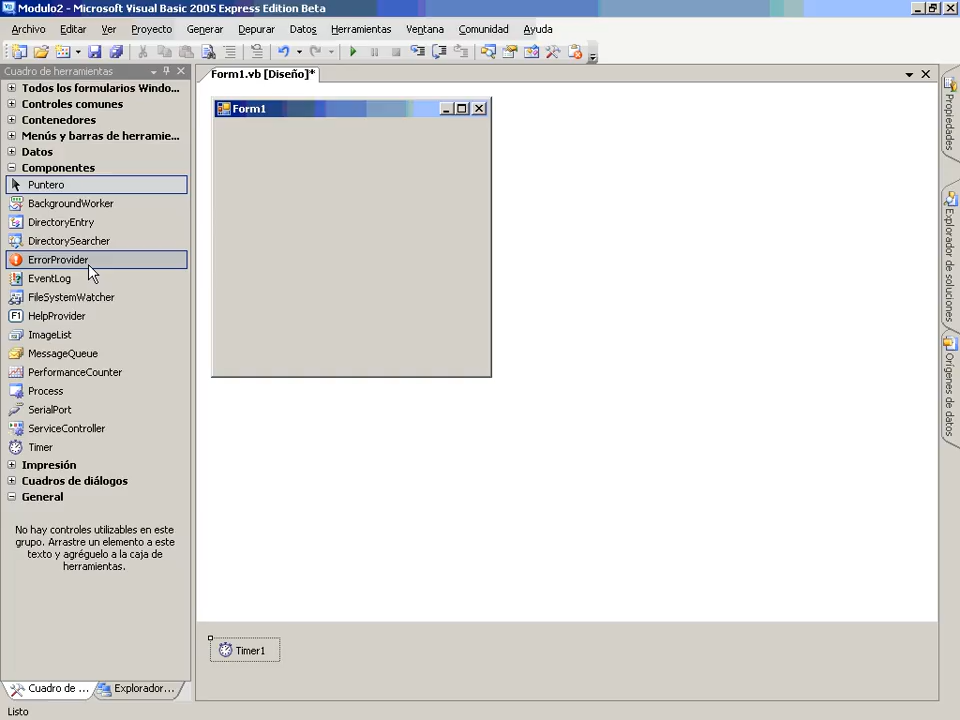 Modulo2 - Microsoft Visual Basic 2005 Express Edition Beta
Archivo Editar Ver Proyecto Generar Depurar Datos Herramientas Ventana Comunidad Ayuda
Cuadro de herramientas
Todos los formularios Windo...
Controles comunes
Contenedores
Menús y barras de herramie...
Datos
Componentes
Puntero
BackgroundWorker
DirectoryEntry
DirectorySearcher
ErrorProvider
EventLog
FileSystemWatcher
F1 HelpProvider
ImageList
MessageQueue
PerformanceCounter
Process
SerialPort
ServiceController
Timer
Impresión
Cuadros de diálogos
General
No hay controles utilizables en este
grupo. Arrastre un elemento a este
texto y agréguelo a la caja de
herramientas.
Cuadro de ... Explorador...
Listo
Form1.vb [Diseño]*
Form1
Timer1
Propiedades
Explorador de soluciones
Orígenes de datos